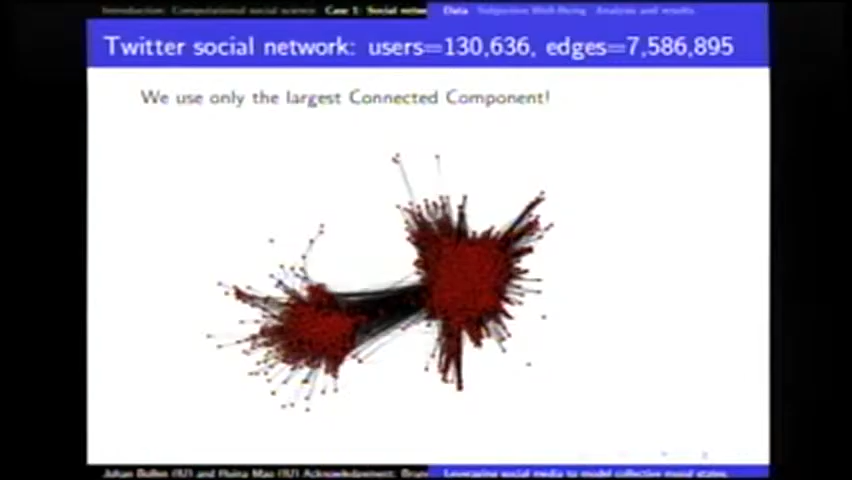 Introduction: Computational social science Case 1: Social netw Data Subjective Well-Being Analysis and results
Twitter social network: users=130,636, edges=7,586,895
We use only the largest Connected Component!
Johan Bollen (IU) and Huina Mao (IU) Acknowledgement: Leveraging social media to model collective mood states.